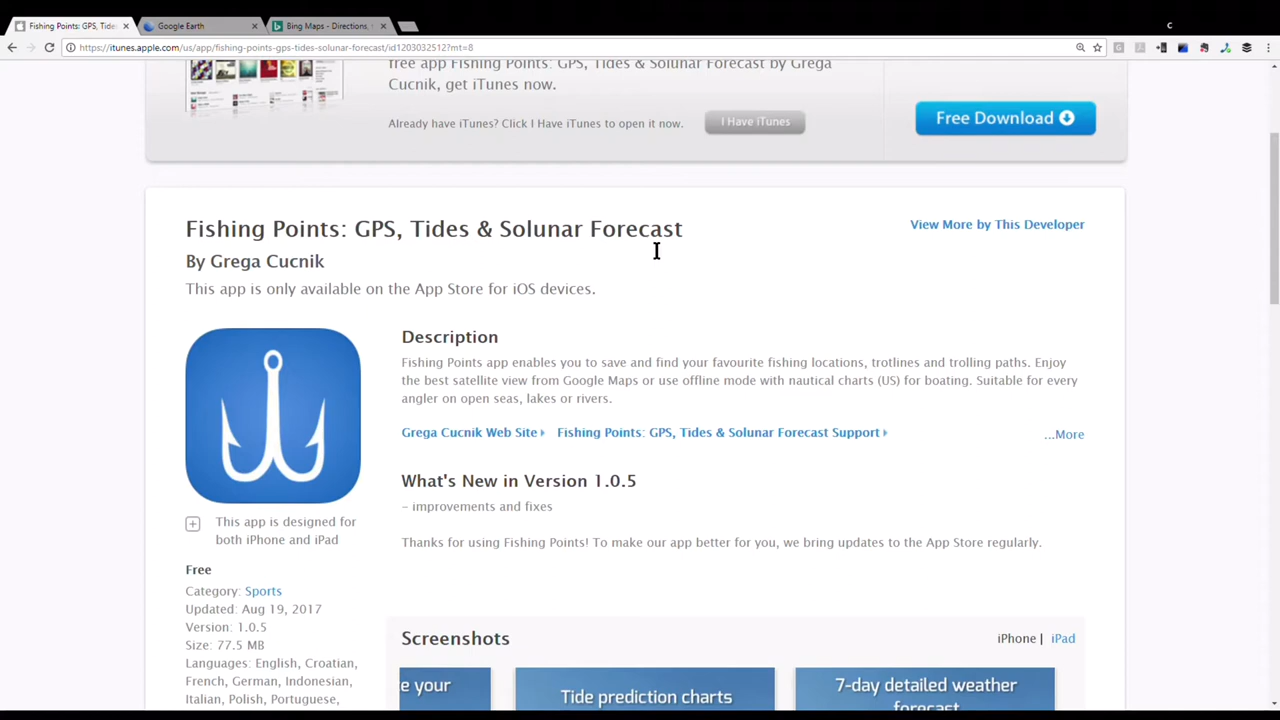 Fishing Points: GPS, Tides
Google Earth
Bing Maps - Directions,
C
https://itunes.apple.com/us/app/fishing-points-gps-tides-solunar-forecast/id1203032512?mt=8
free app Fishing Points: GPS, Tides & Solunar Forecast by Grega
Cucnik, get iTunes now.
Already have iTunes? Click I Have iTunes to open it now.
I Have iTunes
Free Download
Fishing Points: GPS, Tides & Solunar Forecast
View More by This Developer
By Grega Cucnik
This app is only available on the App Store for iOS devices.
Description
Fishing Points app enables you to save and find your favourite fishing locations, trotlines and trolling paths. Enjoy
the best satellite view from Google Maps or use offline mode with nautical charts (US) for boating. Suitable for every
angler on open seas, lakes or rivers.
Grega Cucnik Web Site
Fishing Points: GPS, Tides & Solunar Forecast Support
...More
What's New in Version 1.0.5
- improvements and fixes
Thanks for using Fishing Points! To make our app better for you, we bring updates to the App Store regularly.
This app is designed for
both iPhone and iPad
Free
Category: Sports
Updated: Aug 19, 2017
Version: 1.0.5
Size: 77.5 MB
Languages: English, Croatian,
French, German, Indonesian,
Italian, Polish, Portuguese,
Screenshots
iPhone | iPad
e your
Tide prediction charts
7-day detailed weather
forecast